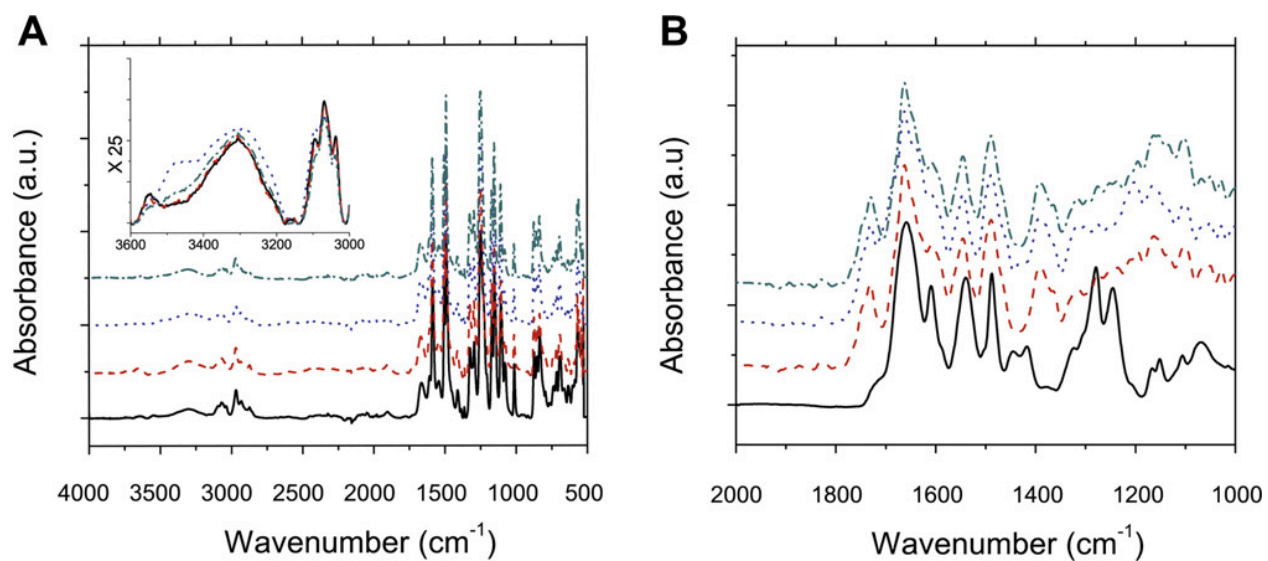 A
Absorbance (a.u.)
X 25
3600 3400 3200 3000
4000 3500 3000 2500 2000 1500 1000 500
Wavenumber (cm⁻¹)
B
Absorbance (a.u)
2000 1800 1600 1400 1200 1000
Wavenumber (cm⁻¹)